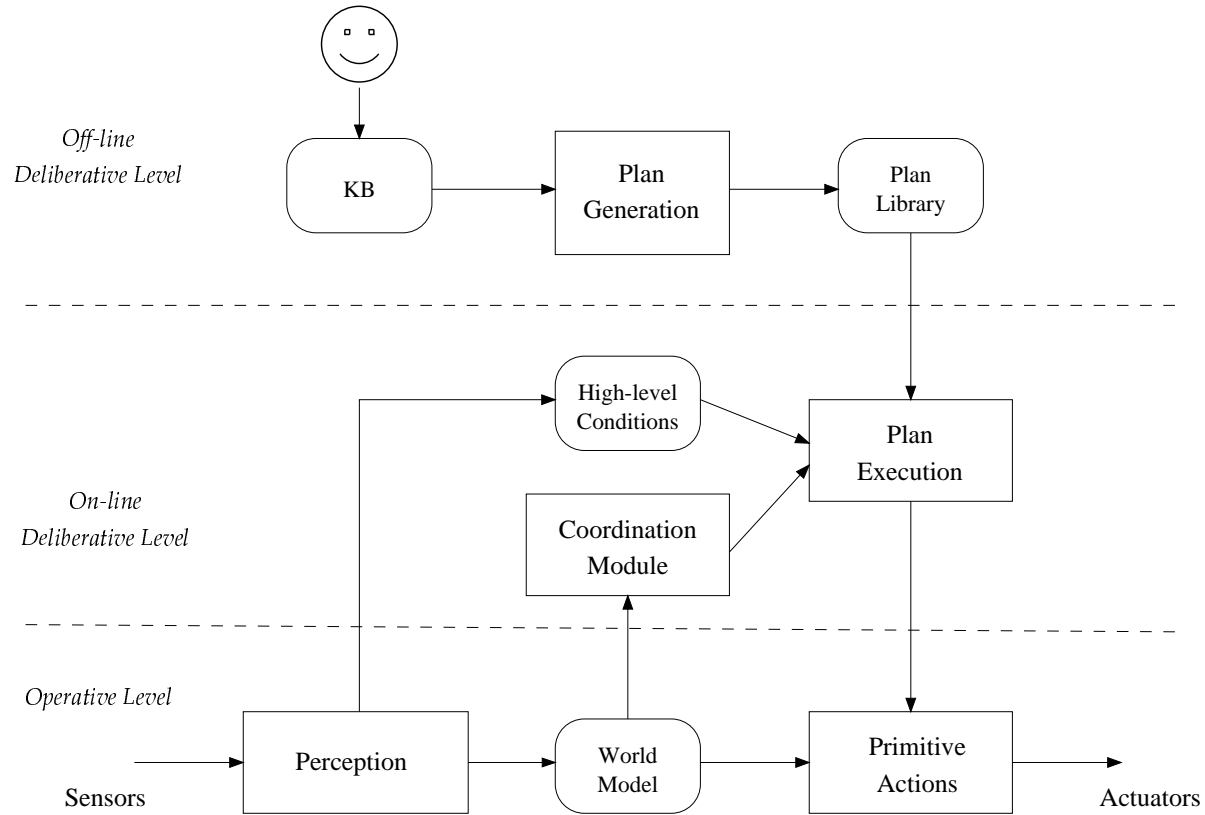 Off-line
Deliberative Level
KB
Plan
Generation
Plan
Library
High-level
Conditions
Plan
Execution
On-line
Deliberative Level
Coordination
Module
Operative Level
Sensors
Perception
World
Model
Primitive
Actions
Actuators